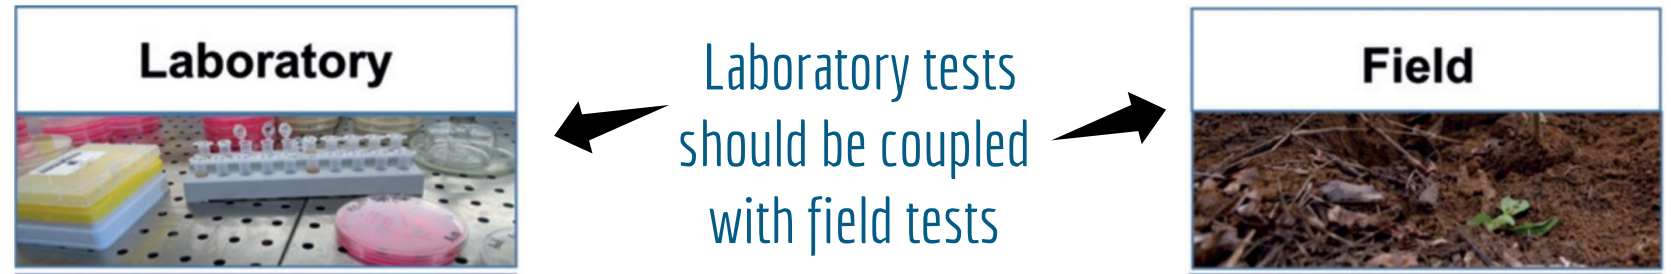 Laboratory
Laboratory tests
should be coupled
with field tests
Field